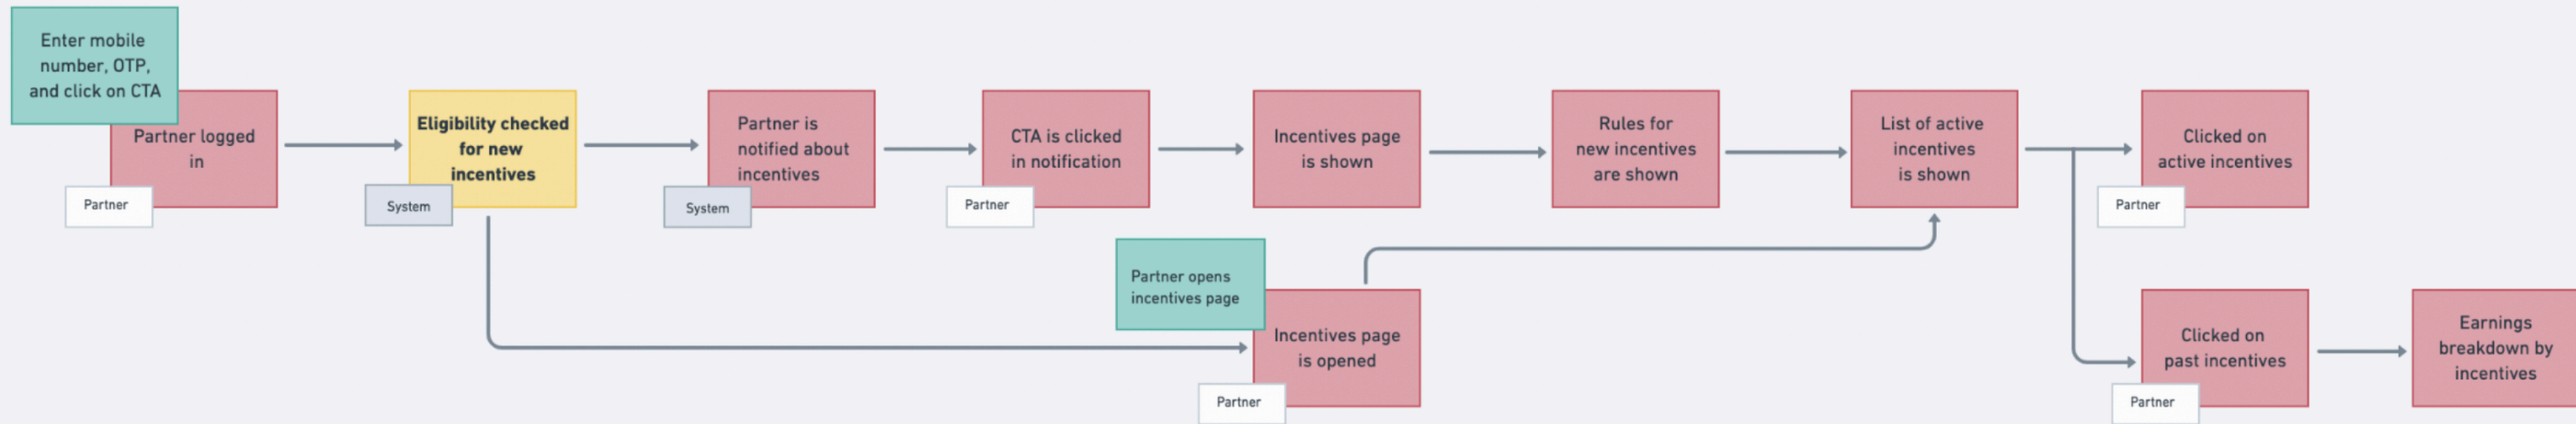 Enter mobile
number, OTP,
and click on CTA
Partner logged
in
Partner
Eligibility checked
for new
incentives
System
Partner is
notified about
incentives
System
CTA is clicked
in notification
Partner
Incentives page
is shown
Rules for
new incentives
are shown
List of active
incentives
is shown
Clicked on
active incentives
Partner
Partner opens
incentives page
Incentives page
is opened
Partner
Clicked on
past incentives
Partner
Earnings
breakdown by
incentives